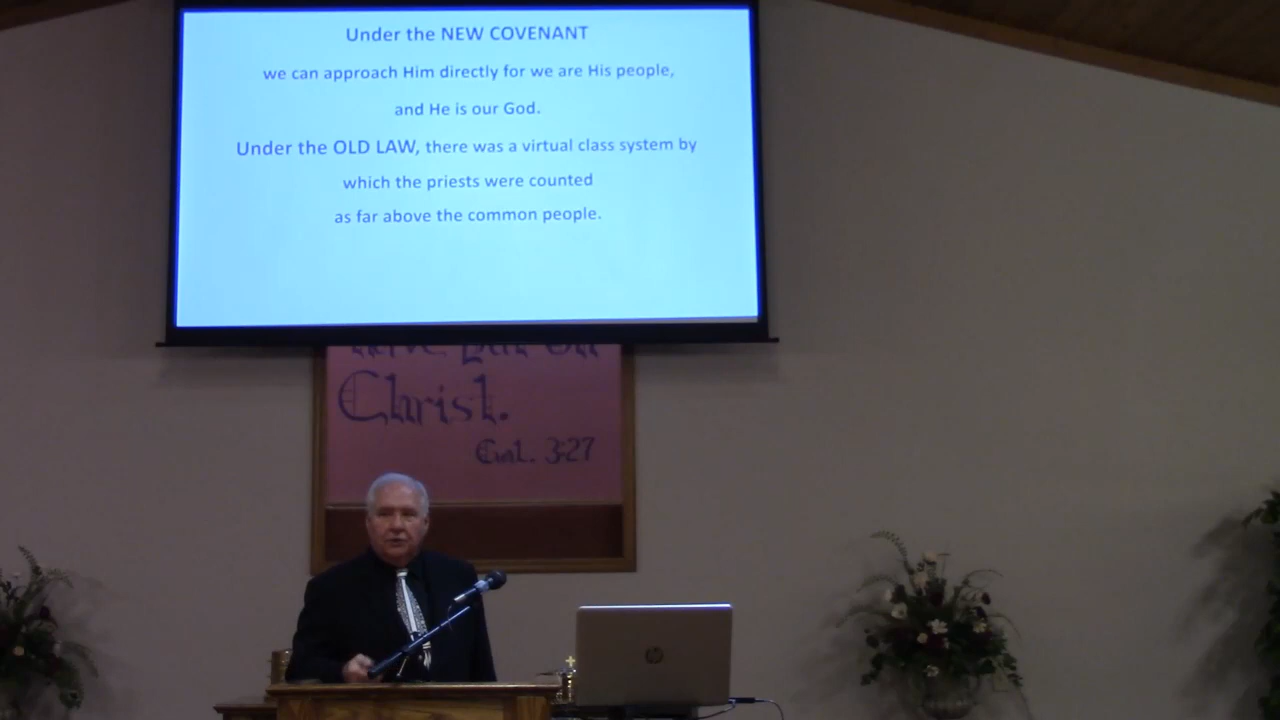 Under the NEW COVENANT
we can approach Him directly for we are His people,
and He is our God.
Under the OLD LAW, there was a virtual class system by
which the priests were counted
as far above the common people.
Christ.
Gal. 3:27
hp